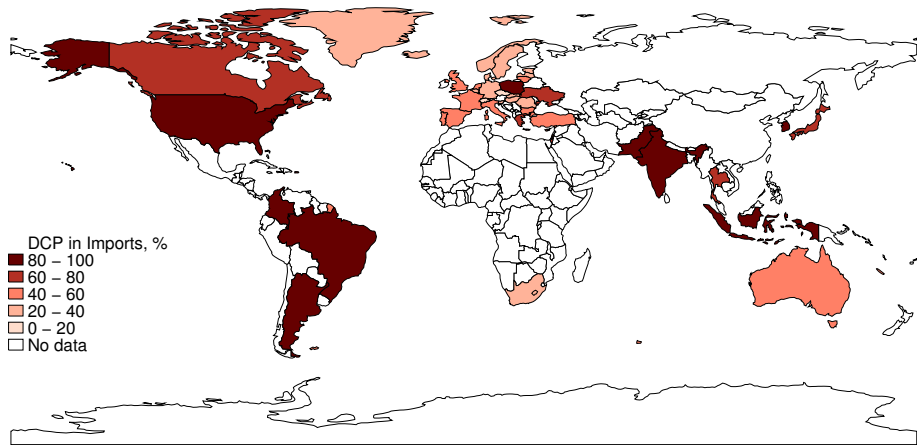 DCP in Imports, %
80 – 100
60 – 80
40 – 60
20 – 40
0 – 20
No data